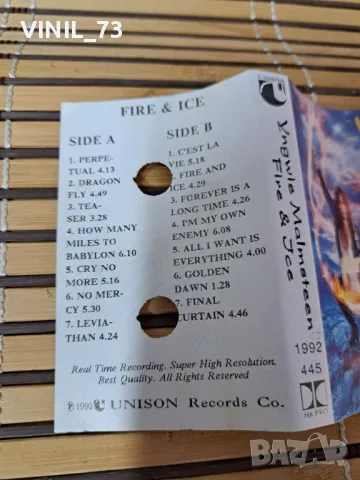 VINIL_73
FIRE & ICE
SIDE A
1. PERPE-
TUAL 4.13
2. DRAGON
FLY 4.49
3. TEA-
SER 3.28
4. HOW MANY
MILES TO
BABYLON 6.10
5. CRY NO
MORE 5.16
6. NO MER-
CY 5.30
7. LEVIA-
THAN 4.24
SIDE B
1. C'EST LA
VIE 5.18
2. FIRE AND
ICE 4.29
3. FOREVER IS A
LONG TIME 4.26
4. I'M MY OWN
ENEMY 6.08
5. ALL I WANT IS
EVERYTHING 4.00
6. GOLDEN
DAWN 1.28
7. FINAL
CURTAIN 4.46
Real Time Recording. Super High Resolution.
Best Quality. All Rights Reserved
℗ 1992 UNISON Records Co.
UNISON
Yngwie Malmsteen
Fire & Ice
1992
445
HX PRO
bazar